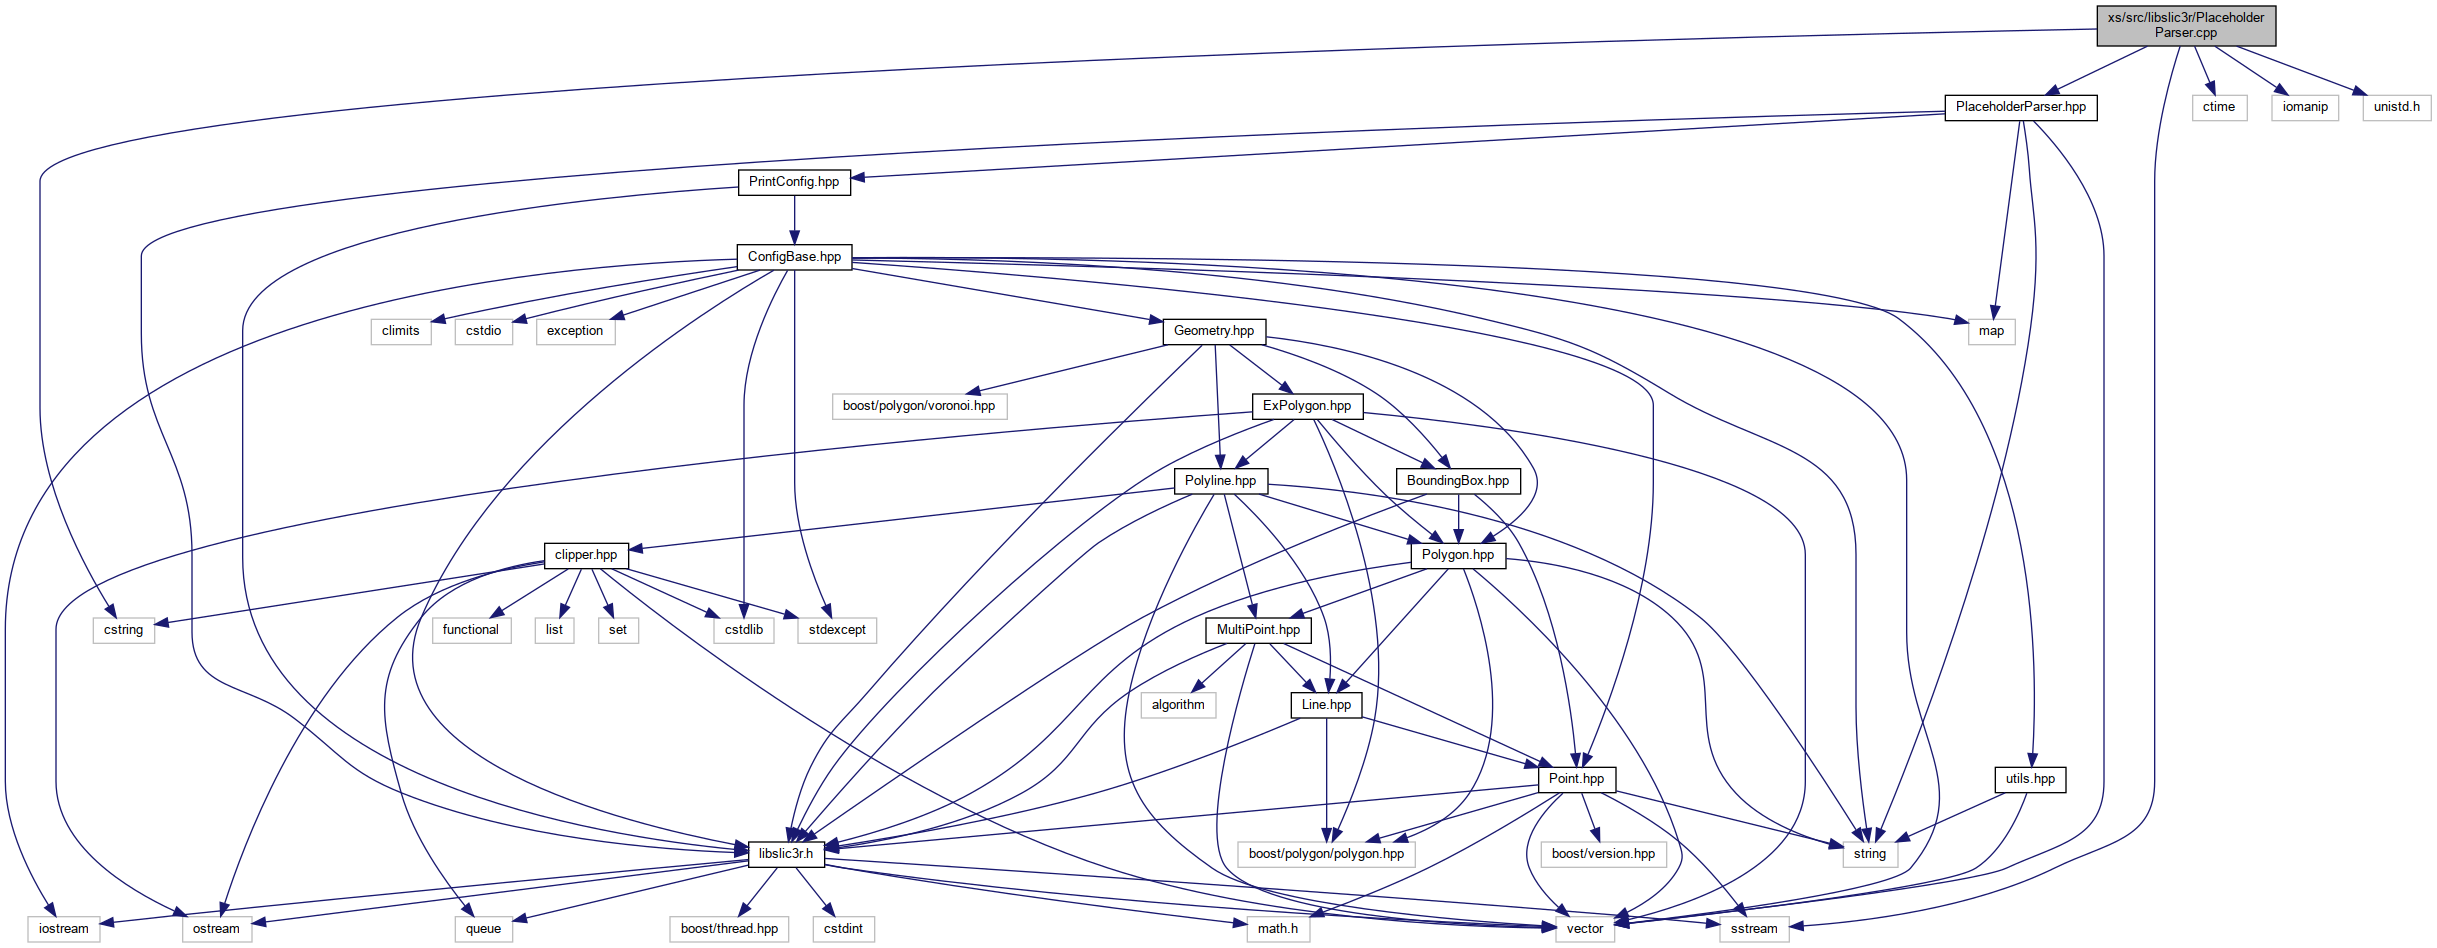 xs/src/libslic3r/Placeholder
Parser.cpp
PlaceholderParser.hpp
ctime
iomanip
unistd.h
PrintConfig.hpp
ConfigBase.hpp
climits
cstdio
exception
Geometry.hpp
map
boost/polygon/voronoi.hpp
ExPolygon.hpp
Polyline.hpp
BoundingBox.hpp
clipper.hpp
Polygon.hpp
cstring
functional
list
set
cstdlib
stdexcept
MultiPoint.hpp
algorithm
Line.hpp
Point.hpp
utils.hpp
libslic3r.h
boost/polygon/polygon.hpp
boost/version.hpp
string
iostream
ostream
queue
boost/thread.hpp
cstdint
math.h
vector
sstream